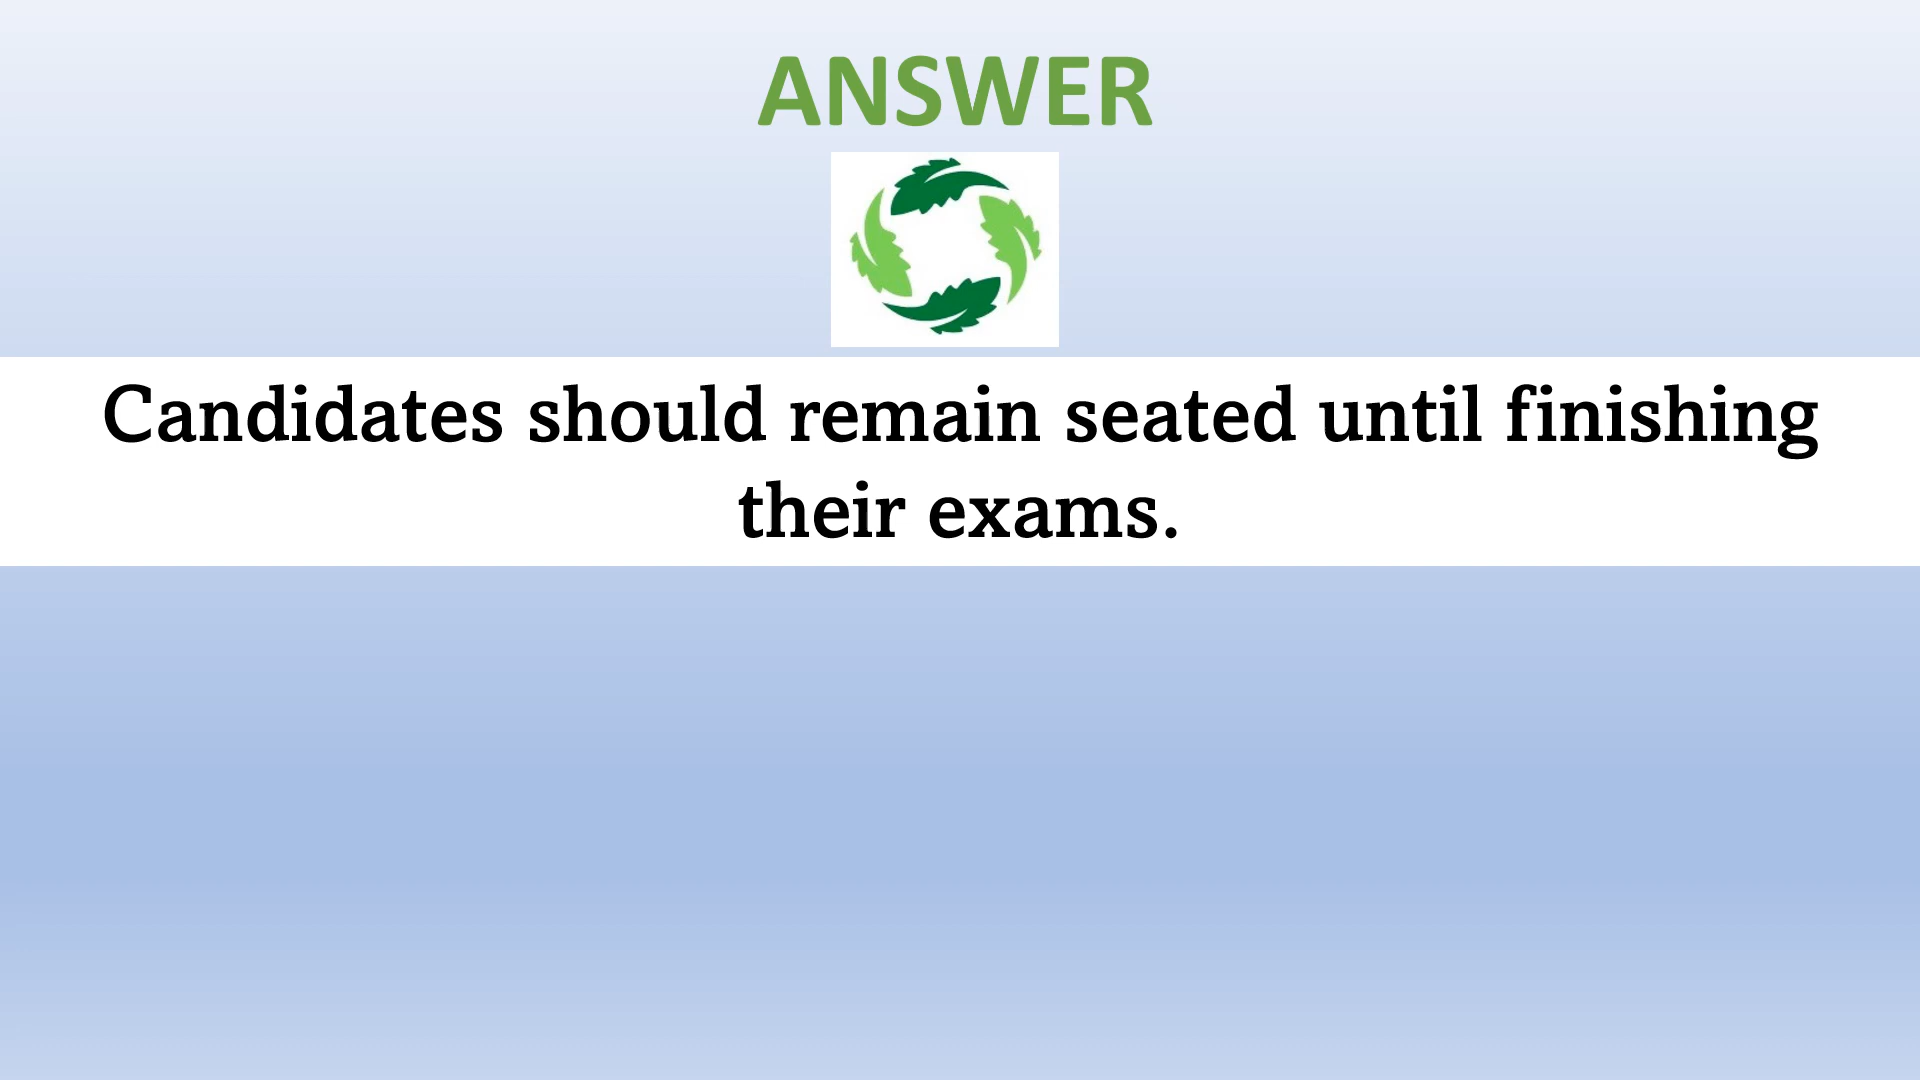 ANSWER
Candidates should remain seated until finishing
their exams.